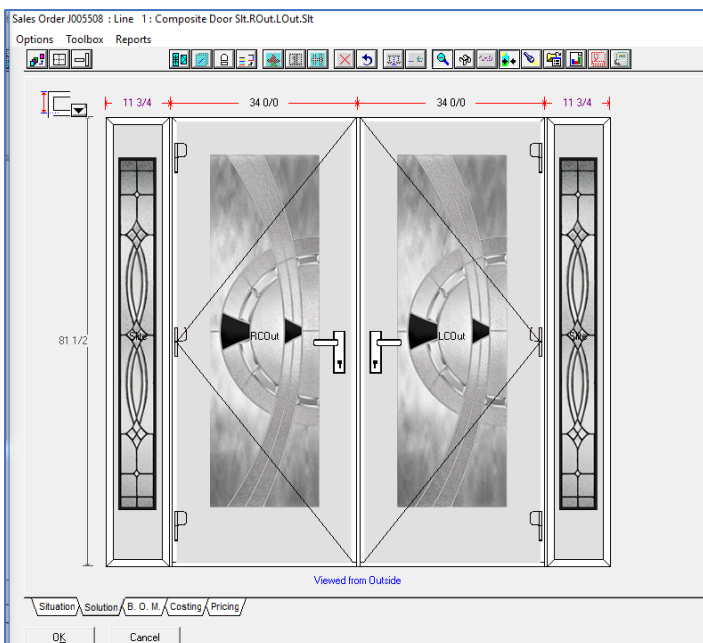 Sales Order J005508 : Line 1 : Composite Door Slt.ROut.LOut.Slt
Options Toolbox Reports
11 3/4 34 0/0 34 0/0 11 3/4
81 1/2
Slte RCOut LCOut Slte
Viewed from Outside
Situation Solution B. O. M. Costing Pricing
OK Cancel